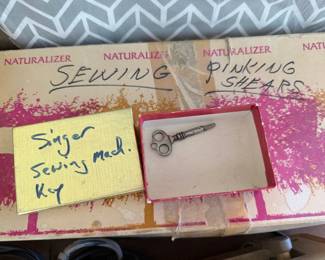 NATURALIZER NATURALIZER NATURALIZER NATURALIZER
SEWING PINKING
SHEARS
Singer
Sewing Mach.
Key